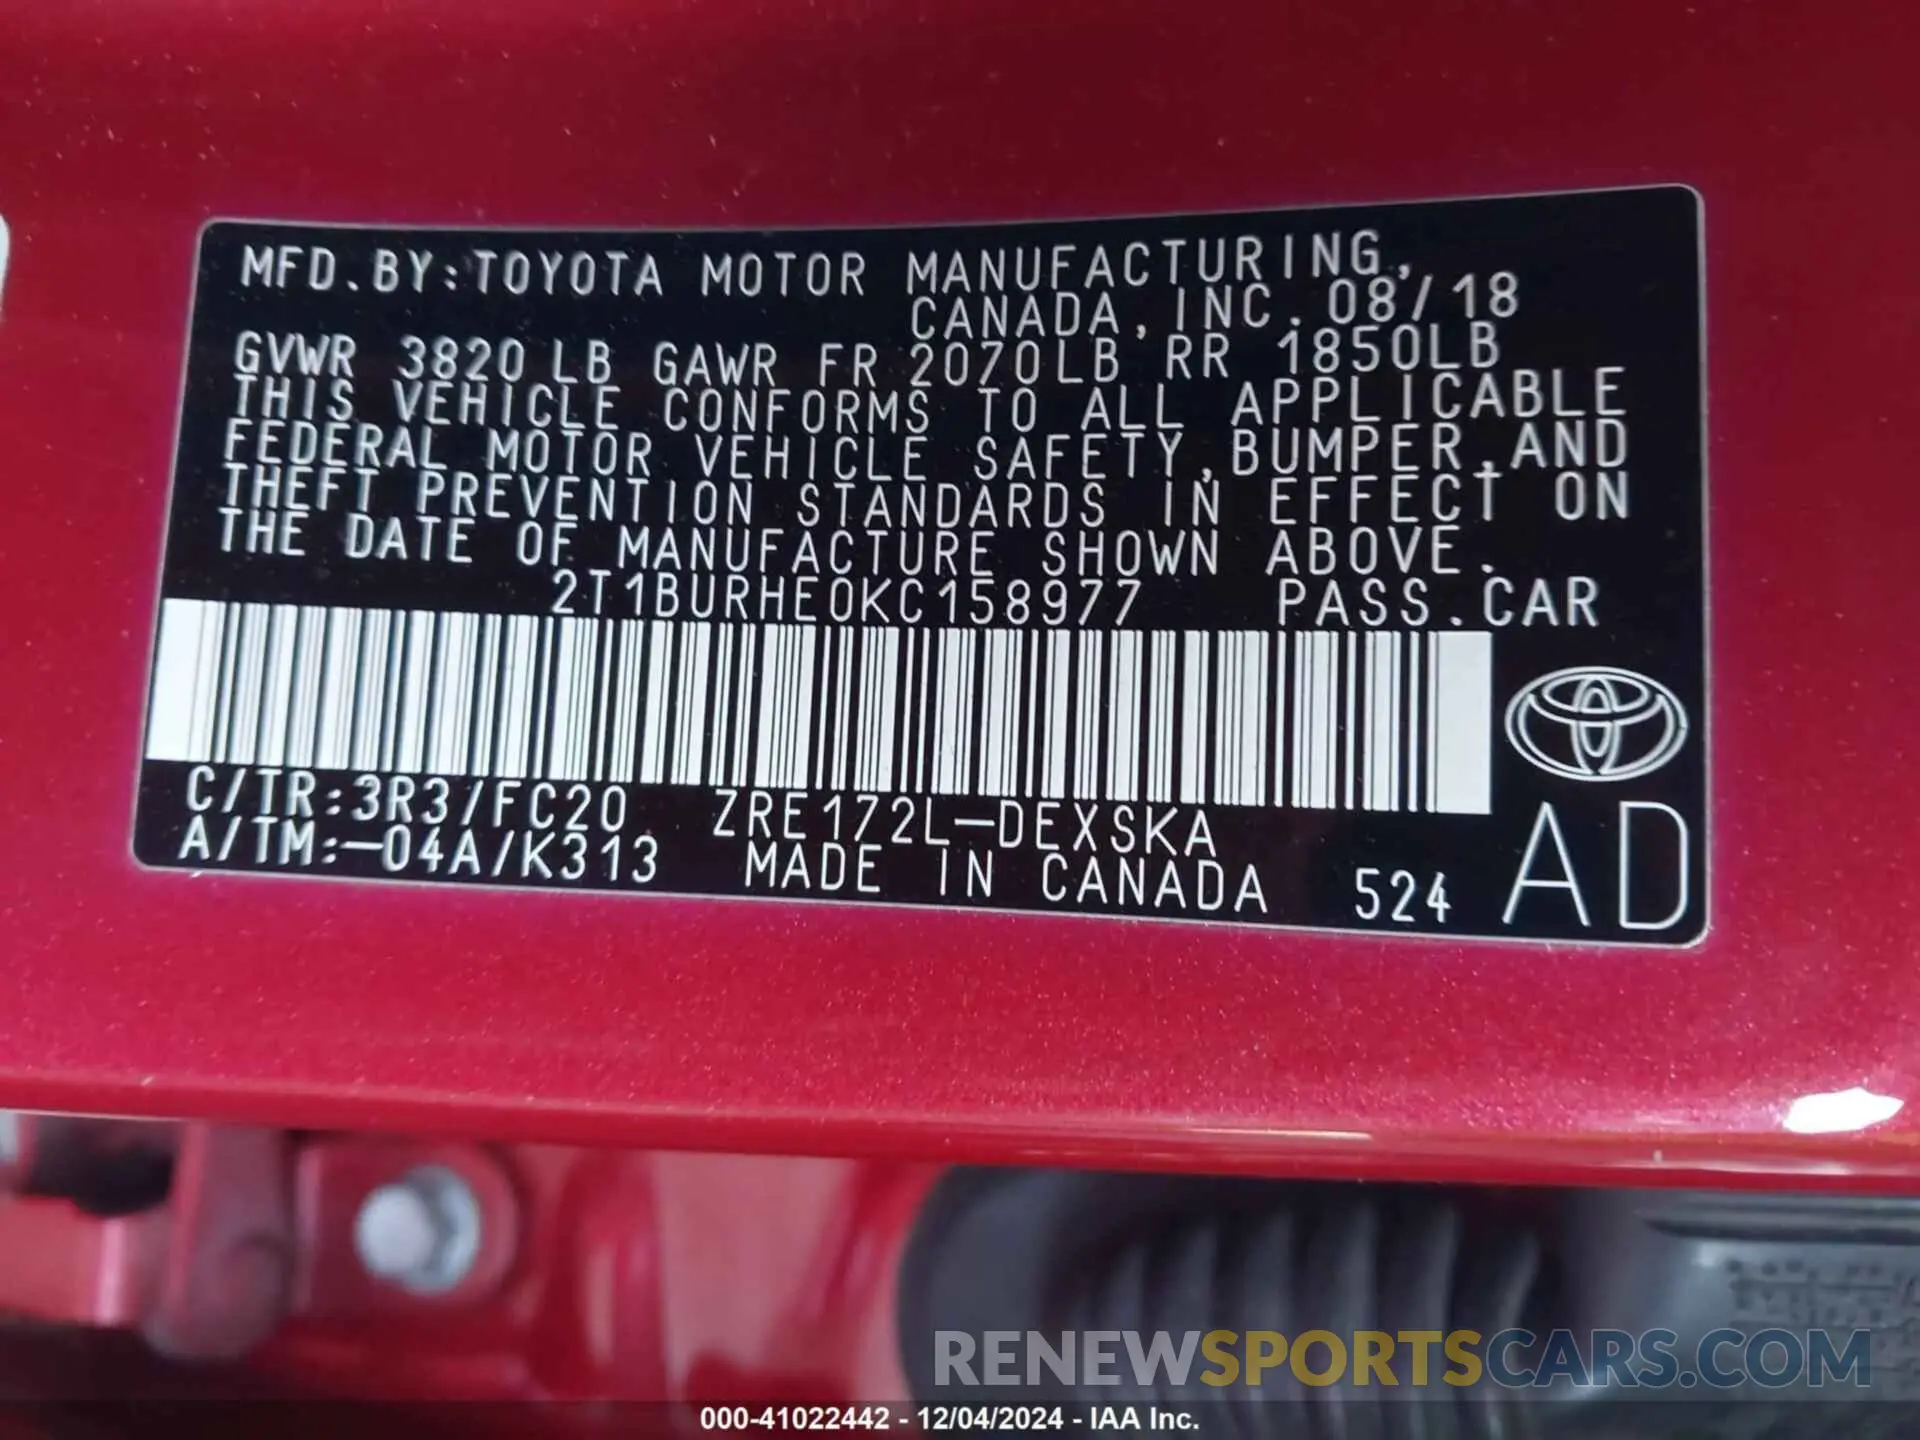 MFD.BY:TOYOTA MOTOR MANUFACTURING,
CANADA,INC. 08/18
GVWR 3820 LB GAWR FR 2070LB RR 1850LB
THIS VEHICLE CONFORMS TO ALL APPLICABLE
FEDERAL MOTOR VEHICLE SAFETY,BUMPER,AND
THEFT PREVENTION STANDARDS IN EFFECT ON
THE DATE OF MANUFACTURE SHOWN ABOVE.
2T1BURHE0KC158977 PASS.CAR
C/TR:3R3/FC20 ZRE172L-DEXSKA
A/TM:-04A/K313 MADE IN CANADA 524 AD
RENEWSPORTSCARS.COM
000-41022442 - 12/04/2024 - IAA Inc.